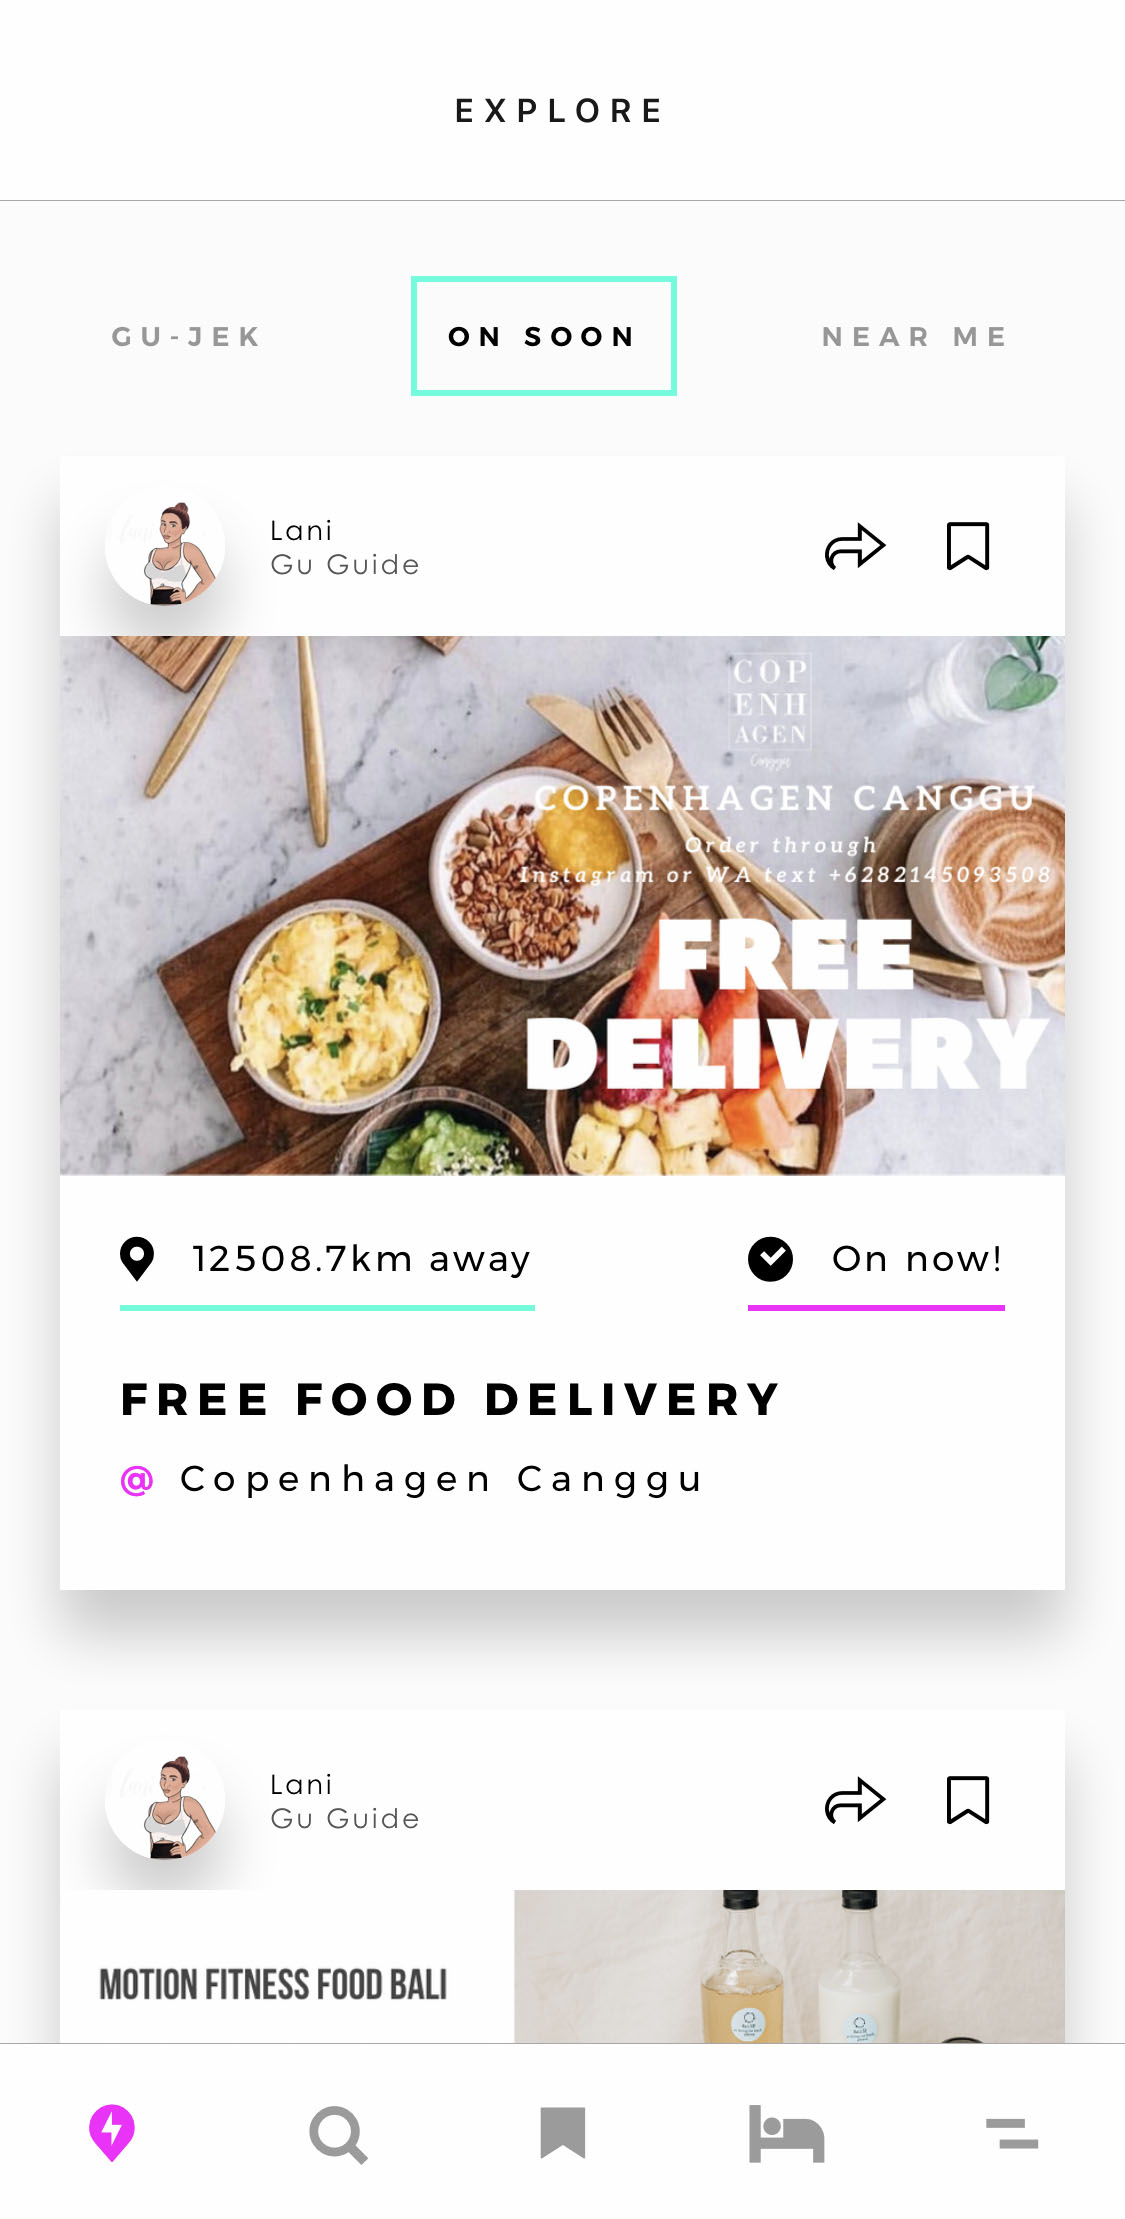 EXPLORE
GU-JEK
ON SOON
NEAR ME
Lani
Gu Guide
COP
ENH
AGEN
Canggu
COPENHAGEN CANGGU
Order through
Instagram or WA text +6282145093508
FREE
DELIVERY
12508.7km away
On now!
FREE FOOD DELIVERY
@ Copenhagen Canggu
Lani
Gu Guide
MOTION FITNESS FOOD BALI